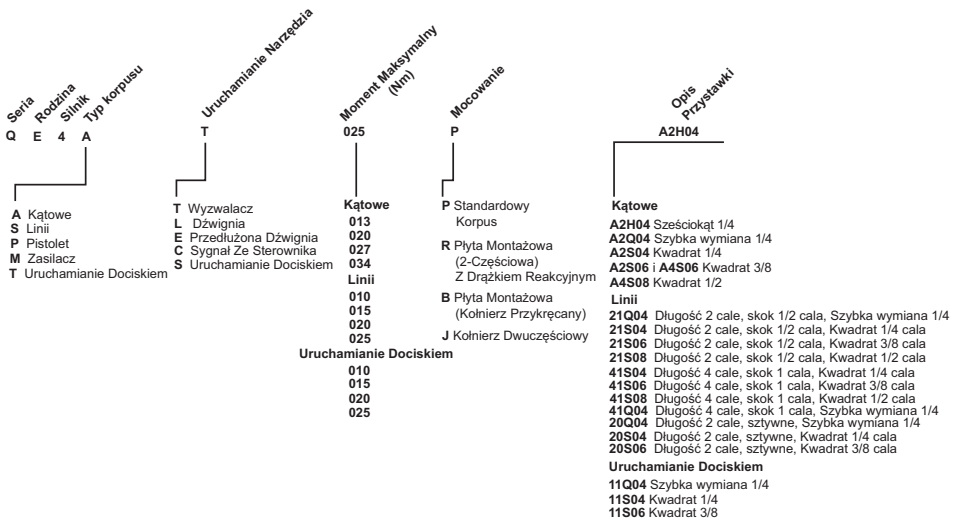 Seria
Rodzina
Silnik
Typ korpusu
Q E 4 A
A Kątowe
S Linii
P Pistolet
M Zasilacz
T Uruchamianie Dociskiem
Uruchamianie Narzędzia
T
T Wyzwalacz
L Dźwignia
E Przedłużona Dźwignia
C Sygnał Ze Sterownika
S Uruchamianie Dociskiem
Moment Maksymalny
(Nm)
025
Kątowe
013
020
027
034
Linii
010
015
020
025
Uruchamianie Dociskiem
010
015
020
025
Mocowanie
P
P Standardowy
Korpus
R Płyta Montażowa
(2-Częściowa)
Z Drążkiem Reakcyjnym
B Płyta Montażowa
(Kołnierz Przykręcany)
J Kołnierz Dwuczęściowy
Opis
Przystawki
A2H04
Kątowe
A2H04 Sześciokąt 1/4
A2Q04 Szybka wymiana 1/4
A2S04 Kwadrat 1/4
A2S06 i A4S06 Kwadrat 3/8
A4S08 Kwadrat 1/2
Linii
21Q04 Długość 2 cale, skok 1/2 cala, Szybka wymiana 1/4
21S04 Długość 2 cale, skok 1/2 cala, Kwadrat 1/4 cala
21S06 Długość 2 cale, skok 1/2 cala, Kwadrat 3/8 cala
21S08 Długość 2 cale, skok 1/2 cala, Kwadrat 1/2 cala
41S04 Długość 4 cale, skok 1 cala, Kwadrat 1/4 cala
41S06 Długość 4 cale, skok 1 cala, Kwadrat 3/8 cala
41S08 Długość 4 cale, skok 1 cala, Kwadrat 1/2 cala
41Q04 Długość 4 cale, skok 1 cala, Szybka wymiana 1/4
20Q04 Długość 2 cale, sztywne, Szybka wymiana 1/4
20S04 Długość 2 cale, sztywne, Kwadrat 1/4 cala
20S06 Długość 2 cale, sztywne, Kwadrat 3/8 cala
Uruchamianie Dociskiem
11Q04 Szybka wymiana 1/4
11S04 Kwadrat 1/4
11S06 Kwadrat 3/8